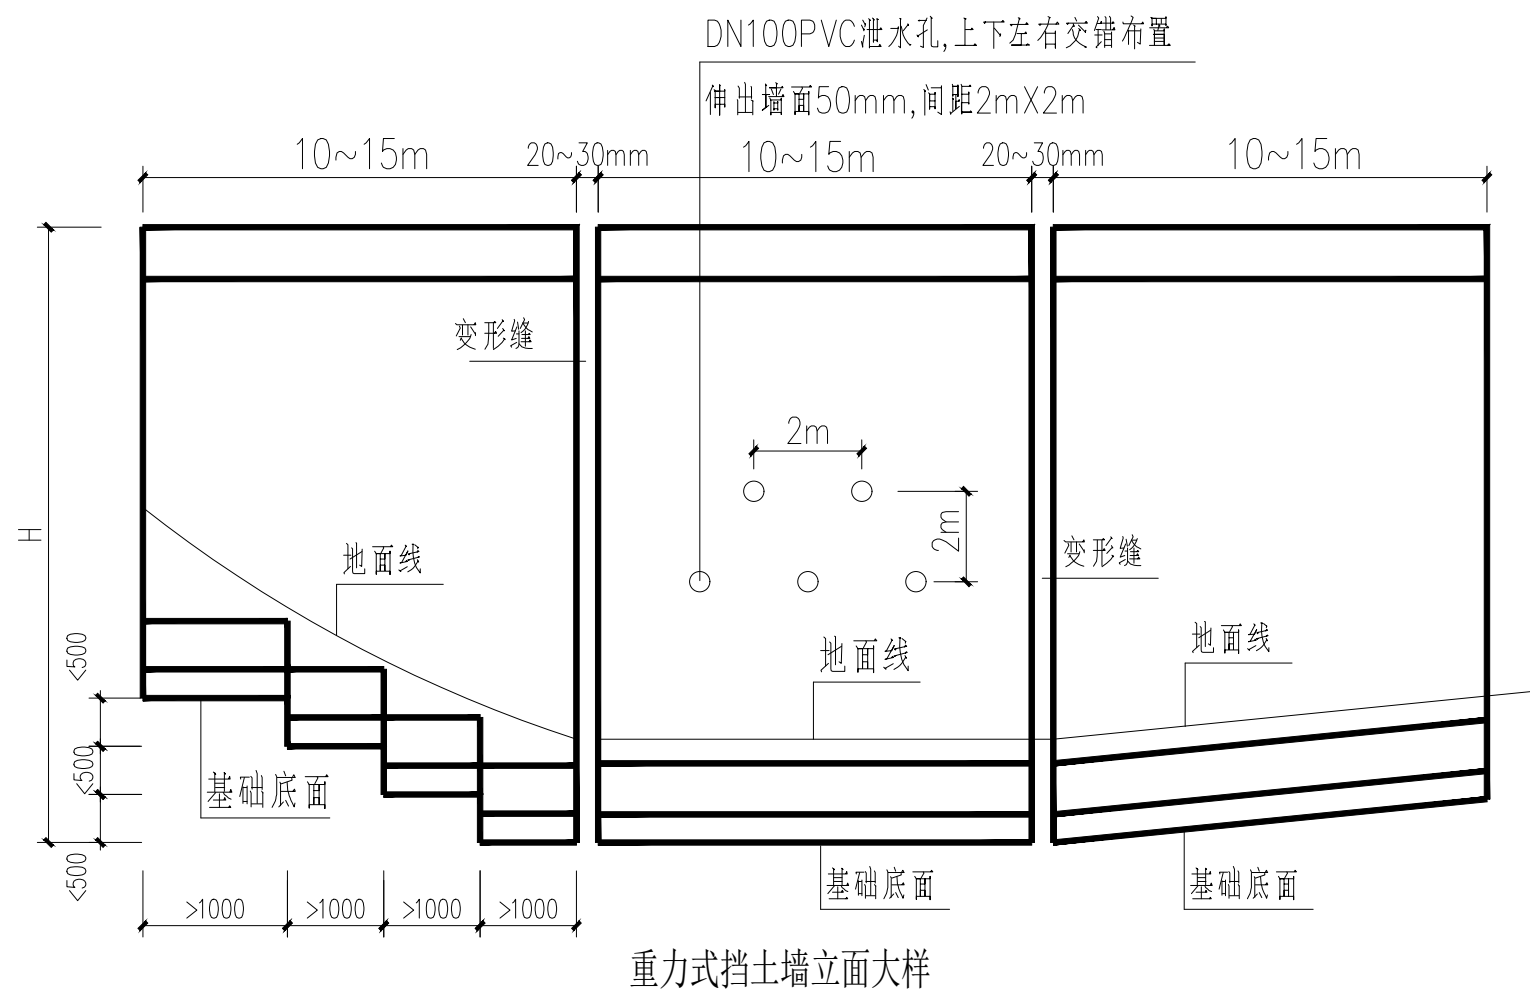 DN100PVC泄水孔,上下左右交错布置
伸出墙面50mm,间距2mX2m
10~15m
20~30mm
10~15m
20~30mm
10~15m
变形缝
2m
2m
H
地面线
变形缝
地面线
地面线
<500
<500
<500
基础底面
基础底面
基础底面
>1000
>1000
>1000
>1000
重力式挡土墙立面大样